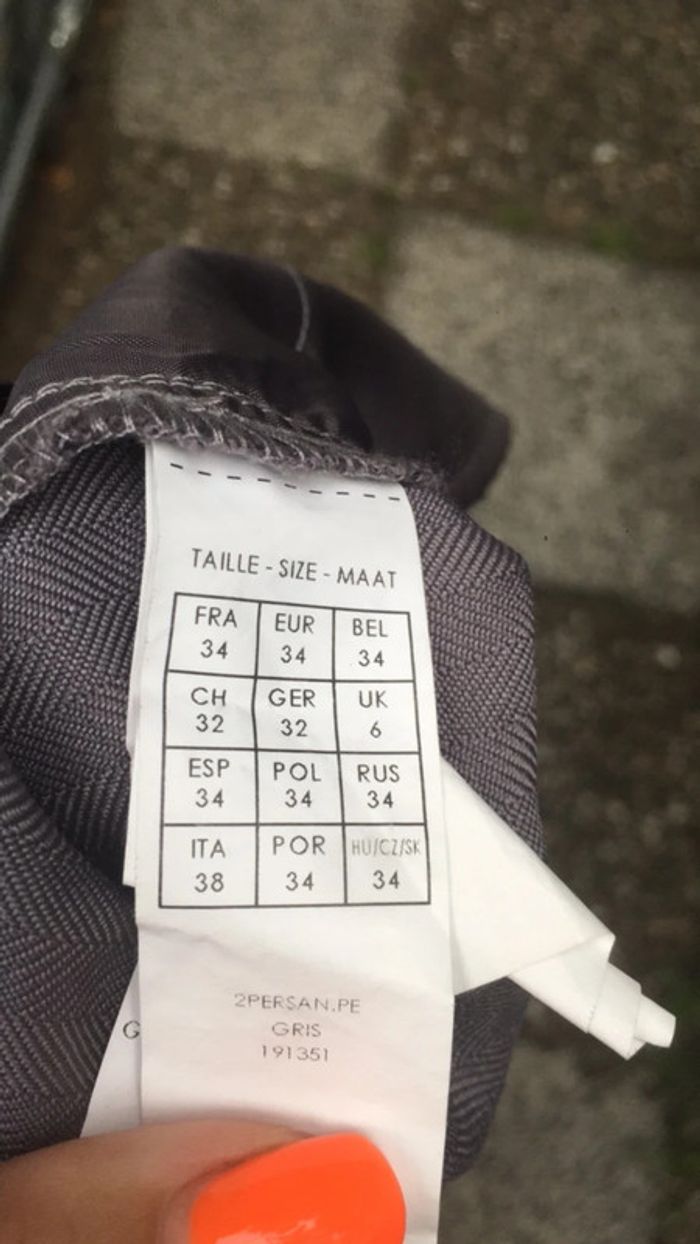 TAILLE - SIZE - MAAT
FRA EUR BEL
34 34 34
CH GER UK
32 32 6
ESP POL RUS
34 34 34
ITA POR HU/CZ/SK
38 34 34
2PERSAN.PE
GRIS
191351
G